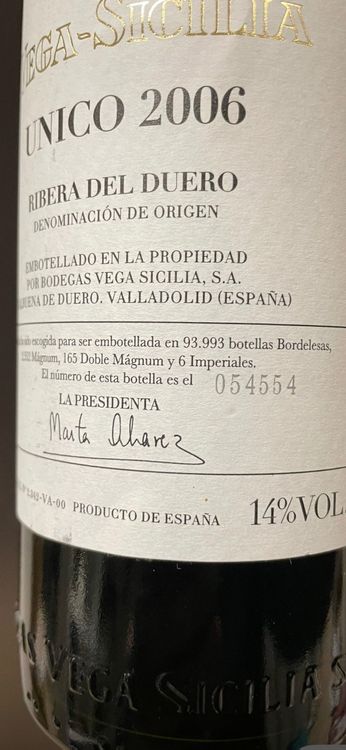 VEGA-SICILIA
UNICO 2006
RIBERA DEL DUERO
DENOMINACIÓN DE ORIGEN
EMBOTELLADO EN LA PROPIEDAD
POR BODEGAS VEGA SICILIA, S.A.
DE DUERO. VALLADOLID (ESPAÑA)
escogida para ser embotellada en 93.993 botellas Bordelesas,
Mágnum, 165 Doble Mágnum y 6 Imperiales.
El número de esta botella es el 054554
LA PRESIDENTA
Marta Alvarez
-VA-00 PRODUCTO DE ESPAÑA 14%VOL.
VEGA SICILIA S